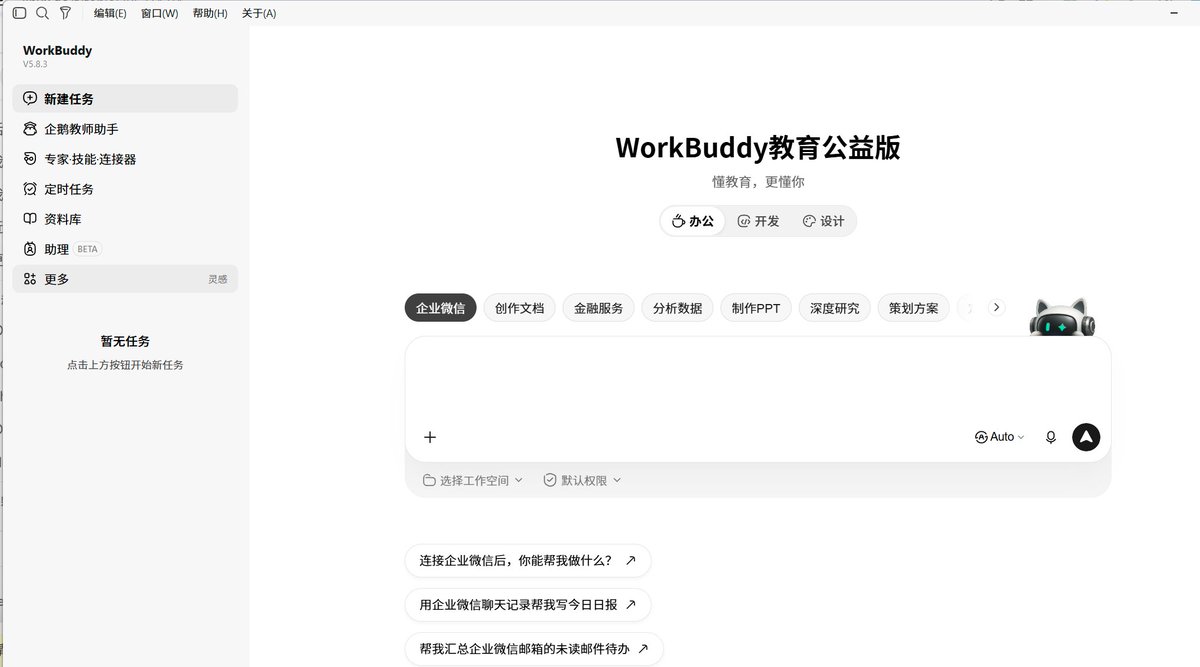 编辑(E) 窗口(W) 帮助(H) 关于(A)
WorkBuddy
V5.8.3
新建任务
企鹅教师助手
专家·技能·连接器
定时任务
资料库
助理 BETA
更多 灵感
暂无任务
点击上方按钮开始新任务
WorkBuddy教育公益版
懂教育，更懂你
办公 开发 设计
企业微信 创作文档 金融服务 分析数据 制作PPT 深度研究 策划方案
Auto
选择工作空间 默认权限
连接企业微信后，你能帮我做什么？
用企业微信聊天记录帮我写今日日报
帮我汇总企业微信邮箱的未读邮件待办